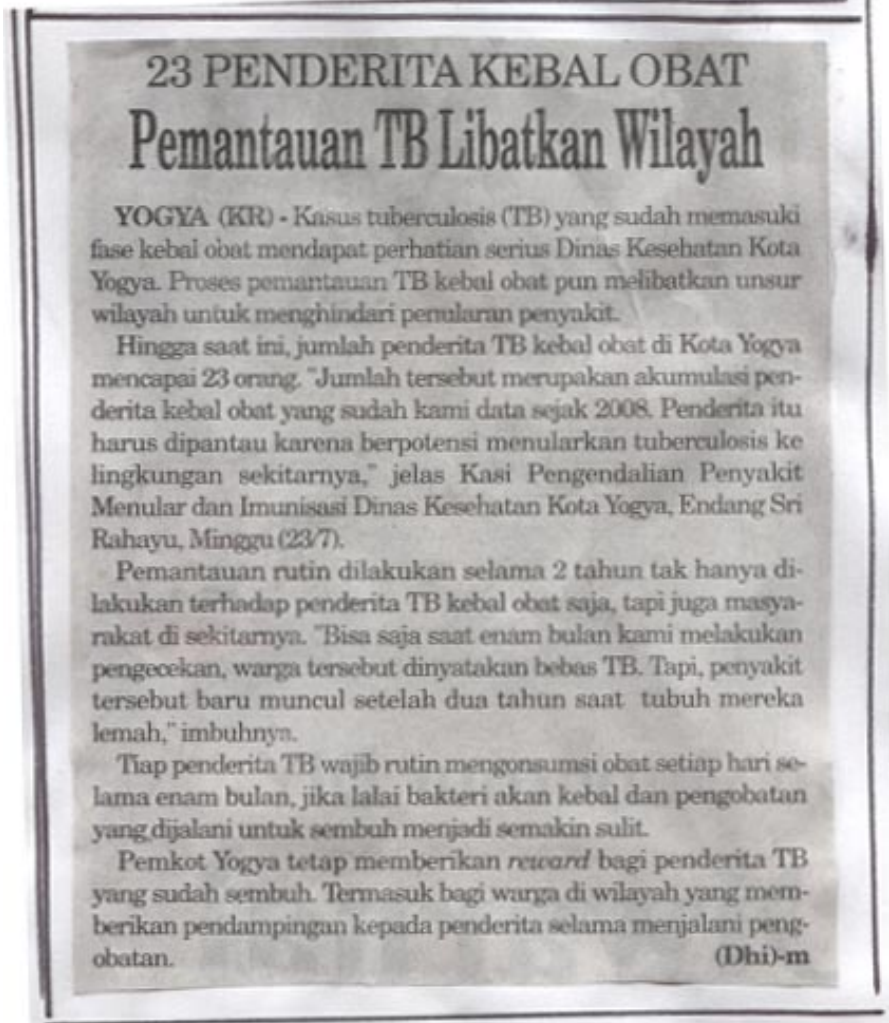 23 PENDERITA KEBAL OBAT
Pemantauan TB Libatkan Wilayah
YOGYA (KR) - Kasus tuberculosis (TB) yang sudah memasuki
fase kebal obat mendapat perhatian serius Dinas Kesehatan Kota
Yogya. Proses pemantauan TB kebal obat pun melibatkan unsur
wilayah untuk menghindari penularan penyakit.
Hingga saat ini, jumlah penderita TB kebal obat di Kota Yogya
mencapai 23 orang. "Jumlah tersebut merupakan akumulasi pen-
derita kebal obat yang sudah kami data sejak 2008. Penderita itu
harus dipantau karena berpotensi menularkan tuberculosis ke
lingkungan sekitarnya," jelas Kasi Pengendalian Penyakit
Menular dan Imunisasi Dinas Kesehatan Kota Yogya, Endang Sri
Rahayu, Minggu (23/7).
Pemantauan rutin dilakukan selama 2 tahun tak hanya di-
lakukan terhadap penderita TB kebal obat saja, tapi juga masya-
rakat di sekitarnya. "Bisa saja saat enam bulan kami melakukan
pengecekan, warga tersebut dinyatakan bebas TB. Tapi, penyakit
tersebut baru muncul setelah dua tahun saat tubuh mereka
lemah," imbuhnya.
Tiap penderita TB wajib rutin mengonsumsi obat setiap hari se-
lama enam bulan, jika lalai bakteri akan kebal dan pengobatan
yang dijalani untuk sembuh menjadi semakin sulit.
Pemkot Yogya tetap memberikan reward bagi penderita TB
yang sudah sembuh. Termasuk bagi warga di wilayah yang mem-
berikan pendampingan kepada penderita selama menjalani peng-
obatan. (Dhi)-m